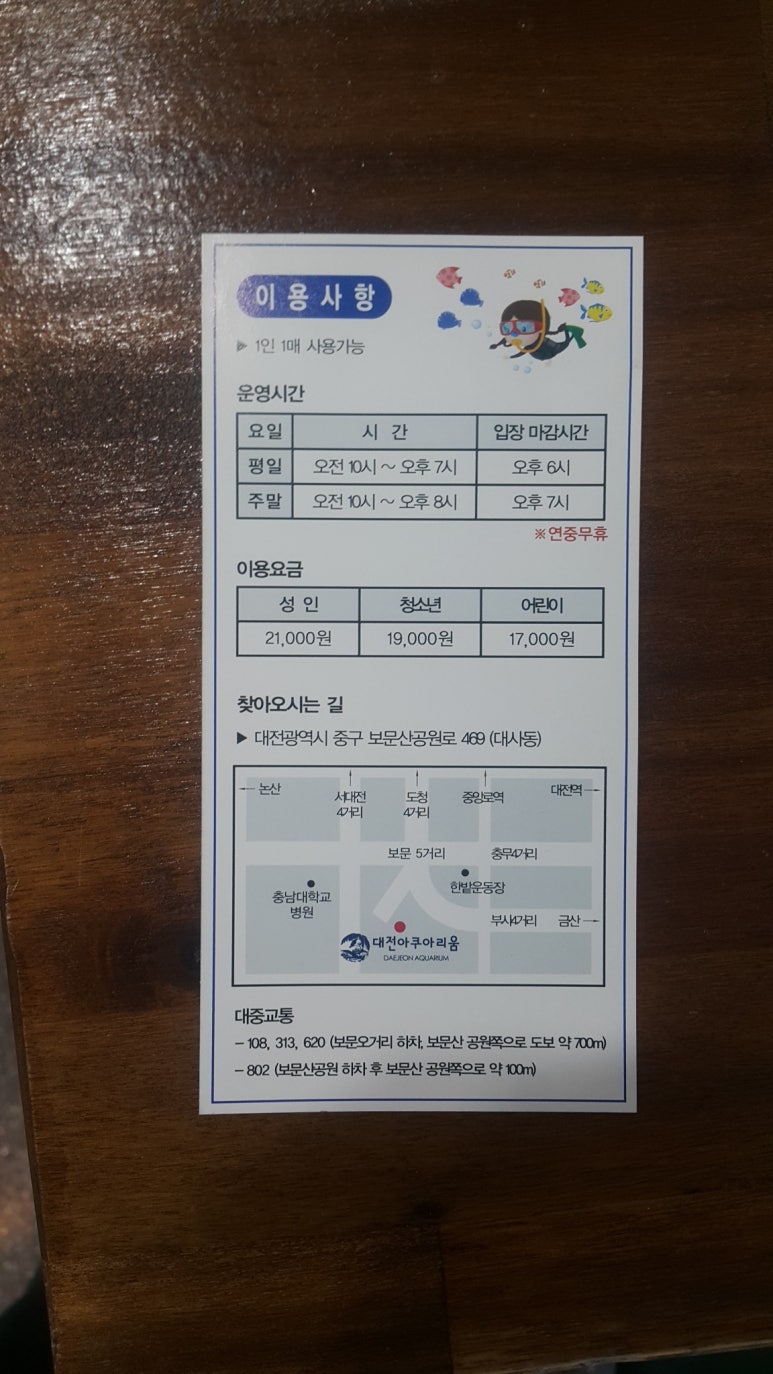 이용사항
▶ 1인 1매 사용가능
운영시간
요일 시 간 입장 마감시간
평일 오전 10시 ~ 오후 7시 오후 6시
주말 오전 10시 ~ 오후 8시 오후 7시
※연중무휴
이용요금
성 인 청소년 어린이
21,000원 19,000원 17,000원
찾아오시는 길
▶ 대전광역시 중구 보문산공원로 469 (대사동)
← 논산 서대전 4거리 도청 4거리 중앙로역 대전역 →
보문 5거리 충무4거리
충남대학교 병원 한밭운동장
부사4거리 금산 →
대전아쿠아리움
DAEJEON AQUARIUM
대중교통
- 108, 313, 620 (보문오거리 하차, 보문산 공원쪽으로 도보 약 700m)
- 802 (보문산공원 하차 후 보문산 공원쪽으로 약 100m)